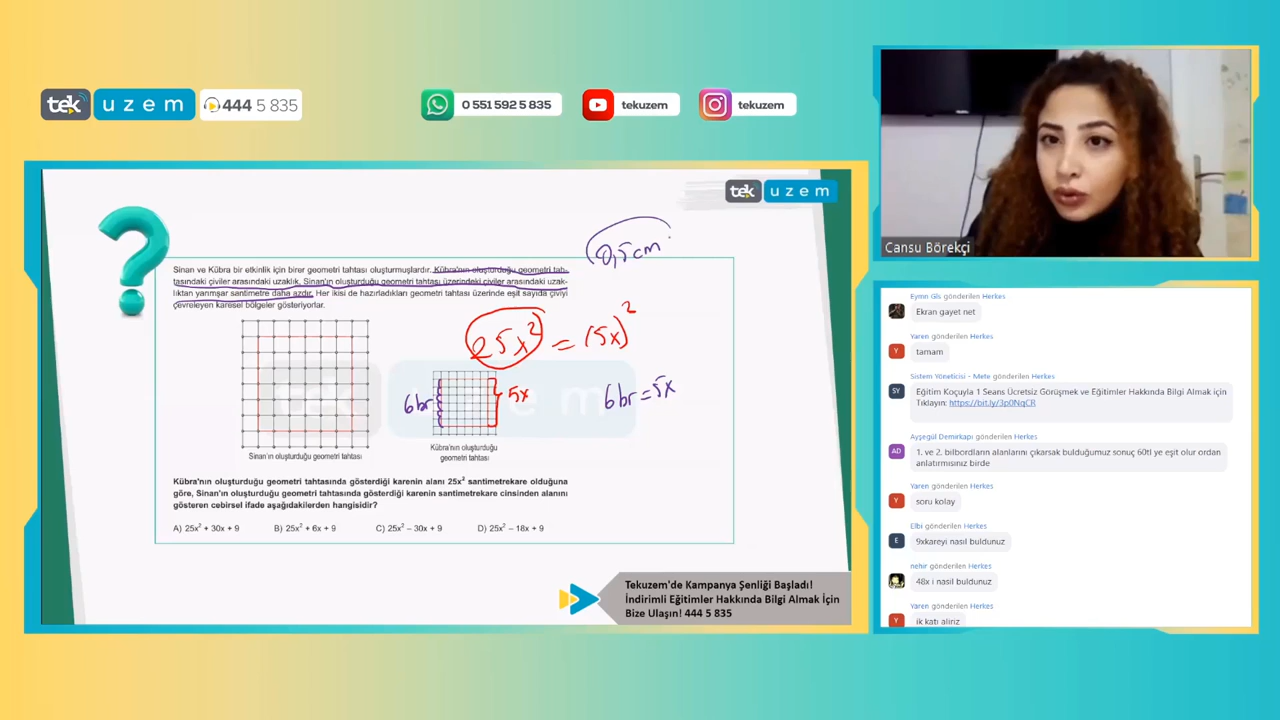 tek uzem 444 5 835
0 551 592 5 835
tekuzem
tekuzem
tek uzem
0,5cm
Sinan ve Kübra bir etkinlik için birer geometri tahtası oluşturmuşlardır. Kübra'nın oluşturduğu geometri tah-
tasındaki çiviler arasındaki uzaklık, Sinan'ın oluşturduğu geometri tahtası üzerindeki çiviler arasındaki uzak-
lıktan yarımşar santimetre daha azdır. Her ikisi de hazırladıkları geometri tahtası üzerinde eşit sayıda çiviyi
çevreleyen karesel bölgeler gösteriyorlar.
25x² = (5x)²
6br
5x
6br=5x
Sinan'ın oluşturduğu geometri tahtası
Kübra'nın oluşturduğu
geometri tahtası
Kübra'nın oluşturduğu geometri tahtasında gösterdiği karenin alanı 25x² santimetrekare olduğuna
göre, Sinan'ın oluşturduğu geometri tahtasında gösterdiği karenin santimetrekare cinsinden alanını
gösteren cebirsel ifade aşağıdakilerden hangisidir?
A) 25x² + 30x + 9 B) 25x² + 6x + 9 C) 25x² – 30x + 9 D) 25x² – 18x + 9
Tekuzem'de Kampanya Şenliği Başladı!
İndirimli Eğitimler Hakkında Bilgi Almak İçin
Bize Ulaşın! 444 5 835
Cansu Börekçi
gönderilen Herkes
Ekran gayet net
Yaren gönderilen Herkes
Y
tamam
Sistem Yöneticisi - Mete gönderilen Herkes
SY
Eğitim Koçuyla 1 Seans Ücretsiz Görüşmek ve Eğitimler Hakkında Bilgi Almak için
Tıklayın: https://bit.ly/3p0NqCR
Ayşegül Demirkapı gönderilen Herkes
AD
1. ve 2. bilbordların alanlarını çıkarsak bulduğumuz sonuç 60tl ye eşit olur ordan
anlatırmısınız birde
Yaren gönderilen Herkes
Y
soru kolay
Elbi gönderilen Herkes
E
9xkareyi nasıl buldunuz
nehir gönderilen Herkes
48x i nasıl buldunuz
Yaren gönderilen Herkes
Y
ik katı aliriz